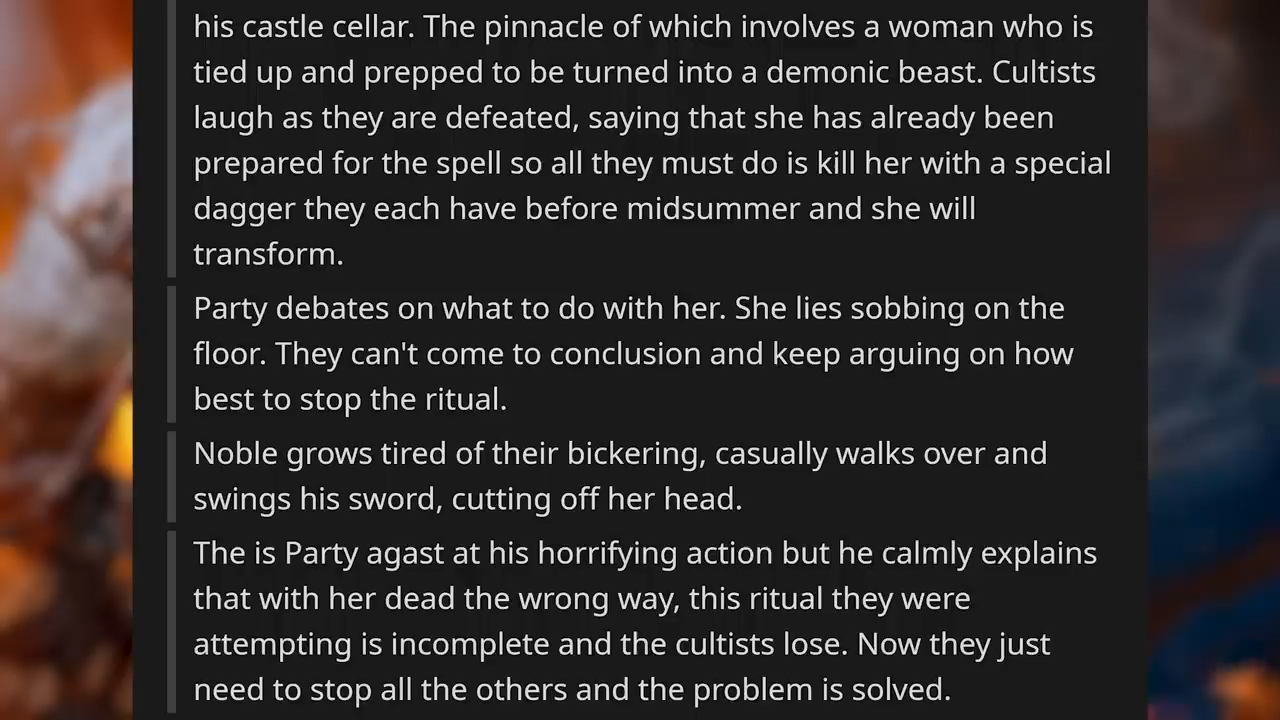 his castle cellar. The pinnacle of which involves a woman who is
tied up and prepped to be turned into a demonic beast. Cultists
laugh as they are defeated, saying that she has already been
prepared for the spell so all they must do is kill her with a special
dagger they each have before midsummer and she will
transform.
Party debates on what to do with her. She lies sobbing on the
floor. They can't come to conclusion and keep arguing on how
best to stop the ritual.
Noble grows tired of their bickering, casually walks over and
swings his sword, cutting off her head.
The is Party agast at his horrifying action but he calmly explains
that with her dead the wrong way, this ritual they were
attempting is incomplete and the cultists lose. Now they just
need to stop all the others and the problem is solved.